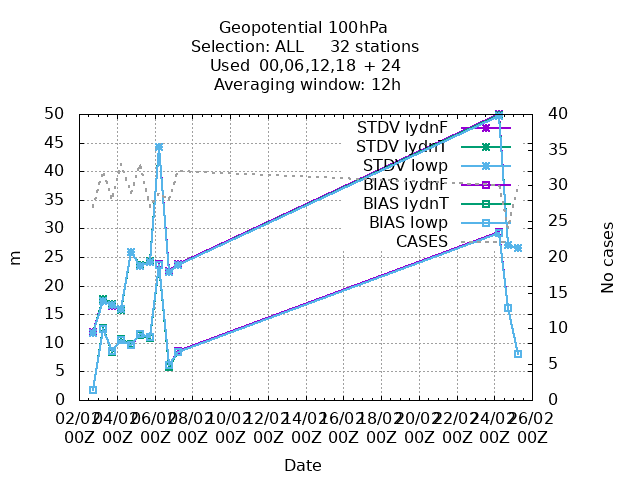 Geopotential 100hPa
Selection: ALL 32 stations
Used 00,06,12,18 + 24
Averaging window: 12h
50
45
40
35
30
25
20
15
10
5
0
m
40
35
30
25
20
15
10
5
0
No cases
STDV lydnF
STDV lydnT
STDV lowp
BIAS lydnF
BIAS lydnT
BIAS lowp
CASES
02/02 04/02 06/02 08/02 10/02 12/02 14/02 16/02 18/02 20/02 22/02 24/02 26/02
00Z 00Z 00Z 00Z 00Z 00Z 00Z 00Z 00Z 00Z 00Z 00Z 00Z
Date